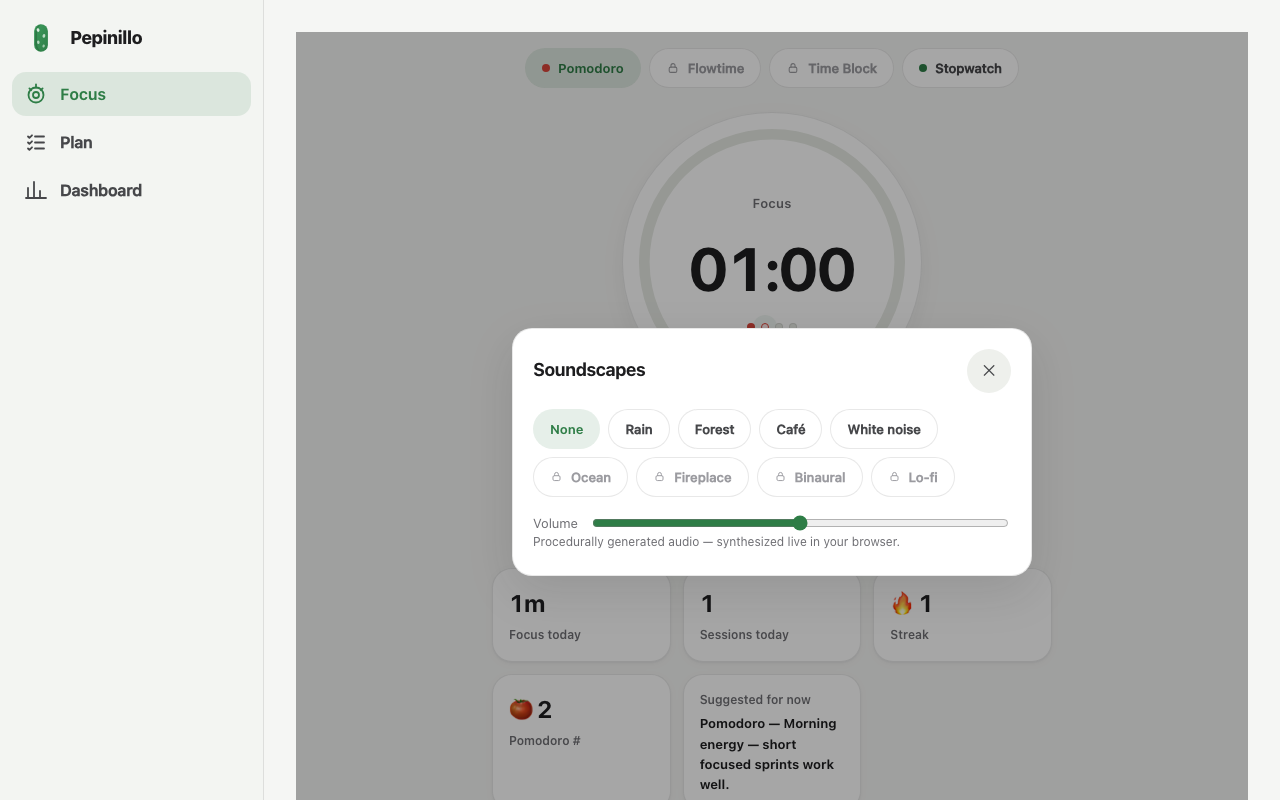 Pepinillo
Focus
Plan
Dashboard
Pomodoro
Flowtime
Time Block
Stopwatch
Focus
01:00
Soundscapes
None
Rain
Forest
Café
White noise
Ocean
Fireplace
Binaural
Lo-fi
Volume
Procedurally generated audio — synthesized live in your browser.
1m
Focus today
1
Sessions today
🔥 1
Streak
🍅 2
Pomodoro #
Suggested for now
Pomodoro — Morning
energy — short
focused sprints work
well.